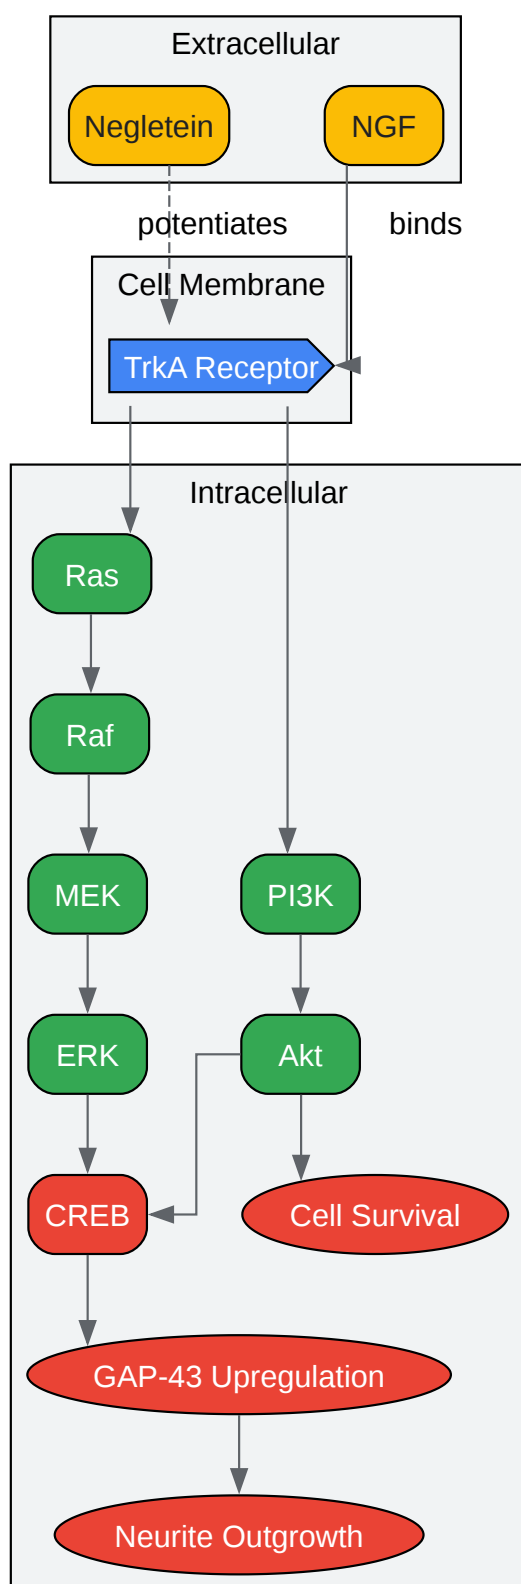 Extracellular
Negletein
NGF
potentiates
binds
Cell Membrane
TrkA Receptor
Intracellular
Ras
Raf
MEK
PI3K
ERK
Akt
CREB
Cell Survival
GAP-43 Upregulation
Neurite Outgrowth